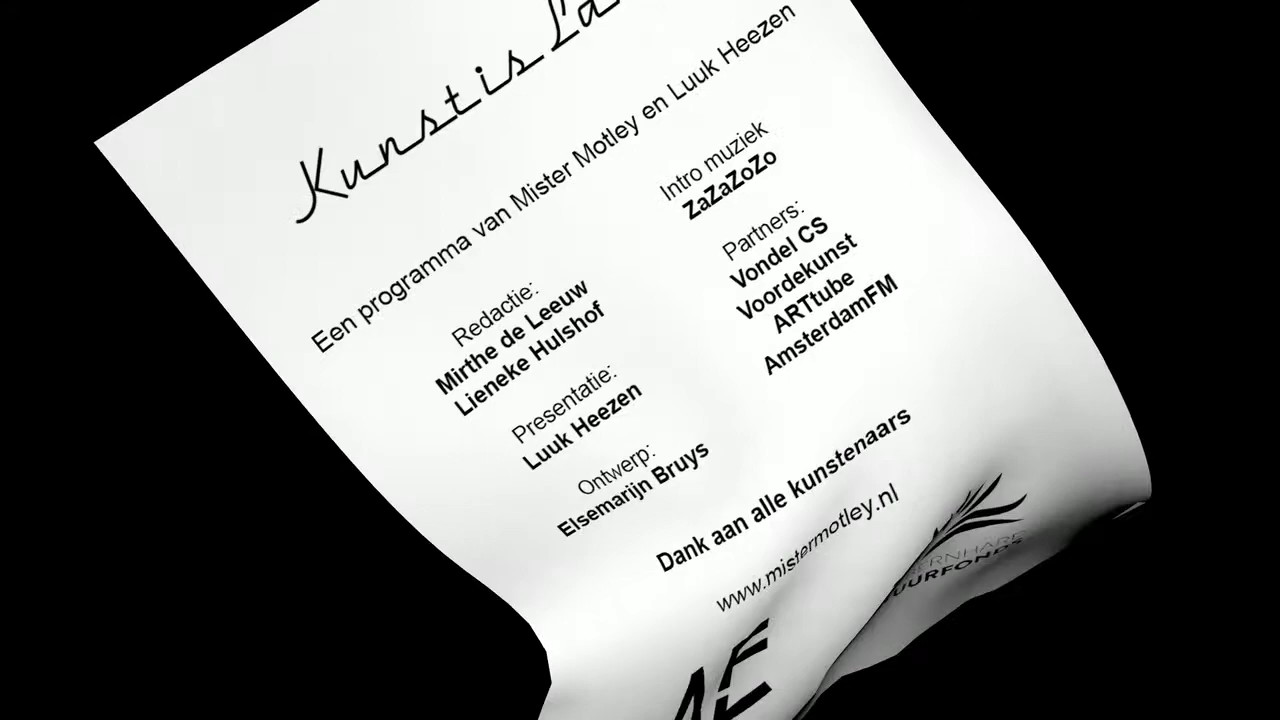 Kunst is La
Een programma van Mister Motley en Luuk Heezen
Redactie:
Mirthe de Leeuw
Lieneke Hulshof
Presentatie:
Luuk Heezen
Ontwerp:
Elsemarijn Bruys
Intro muziek
ZaZaZoZo
Partners:
Vondel CS
Voordekunst
ARTtube
AmsterdamFM
Dank aan alle kunstenaars
www.mistermotley.nl